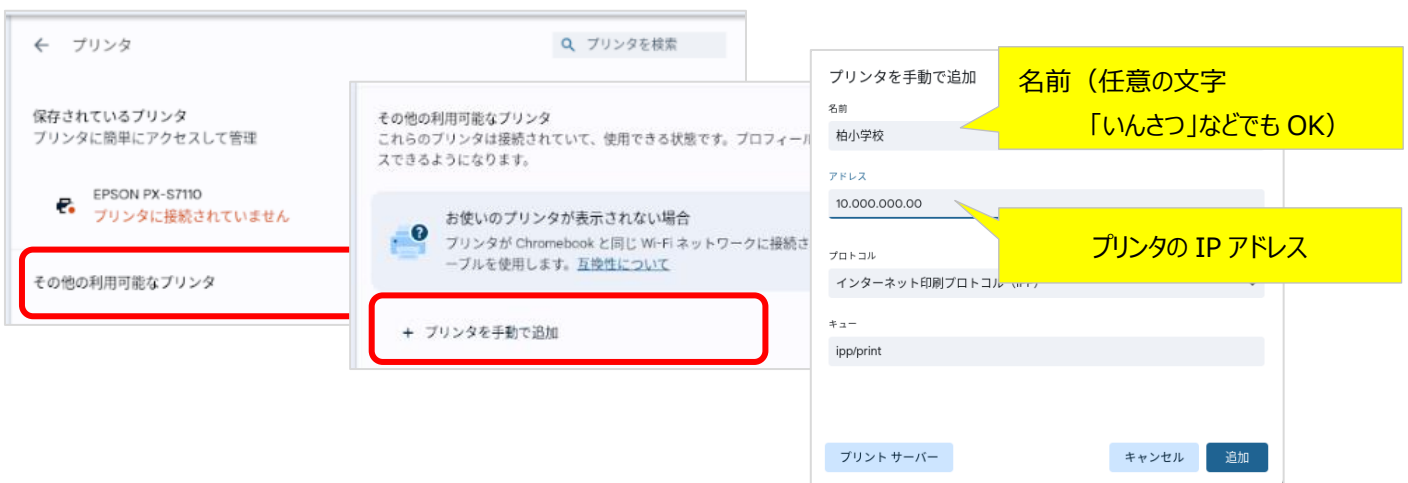 プリンタ
プリンタを検索
保存されているプリンタ
プリンタに簡単にアクセスして管理
EPSON PX-S7110
プリンタに接続されていません
その他の利用可能なプリンタ
その他の利用可能なプリンタ
これらのプリンタは接続されていて、使用できる状態です。プロフィール
スできるようになります。
お使いのプリンタが表示されない場合
プリンタが Chromebook と同じ Wi-Fi ネットワークに接続さ
ーブルを使用します。互換性について
+ プリンタを手動で追加
プリンタを手動で追加
名前
柏小学校
名前（任意の文字
「いんさつ」などでも OK）
アドレス
10.000.000.00
プリンタの IP アドレス
プロトコル
インターネット印刷プロトコル（IPP）
キュー
ipp/print
プリント サーバー
キャンセル
追加